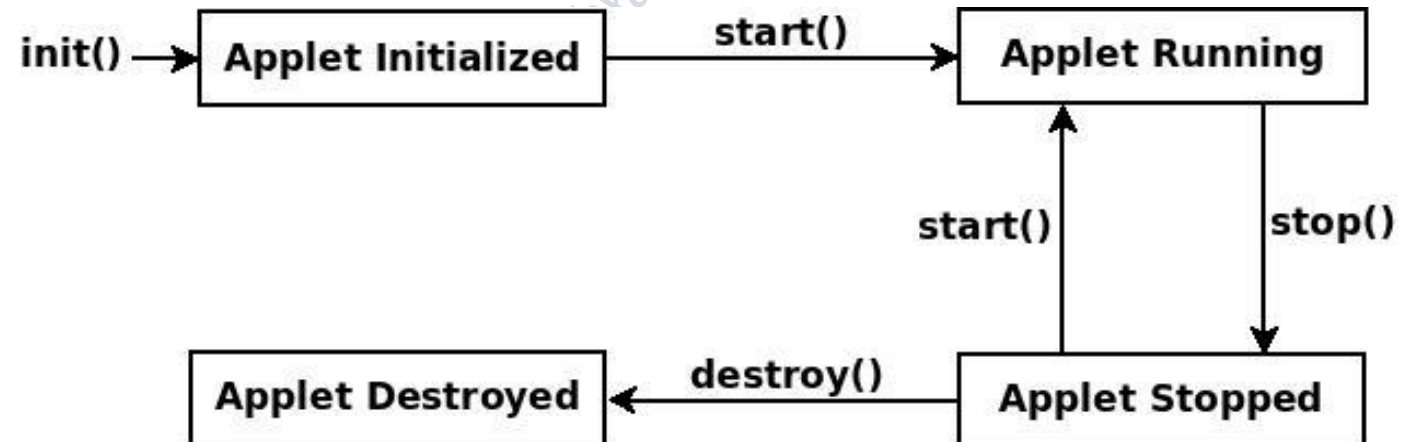 init()
Applet Initialized
start()
Applet Running
start()
stop()
Applet Destroyed
destroy()
Applet Stopped